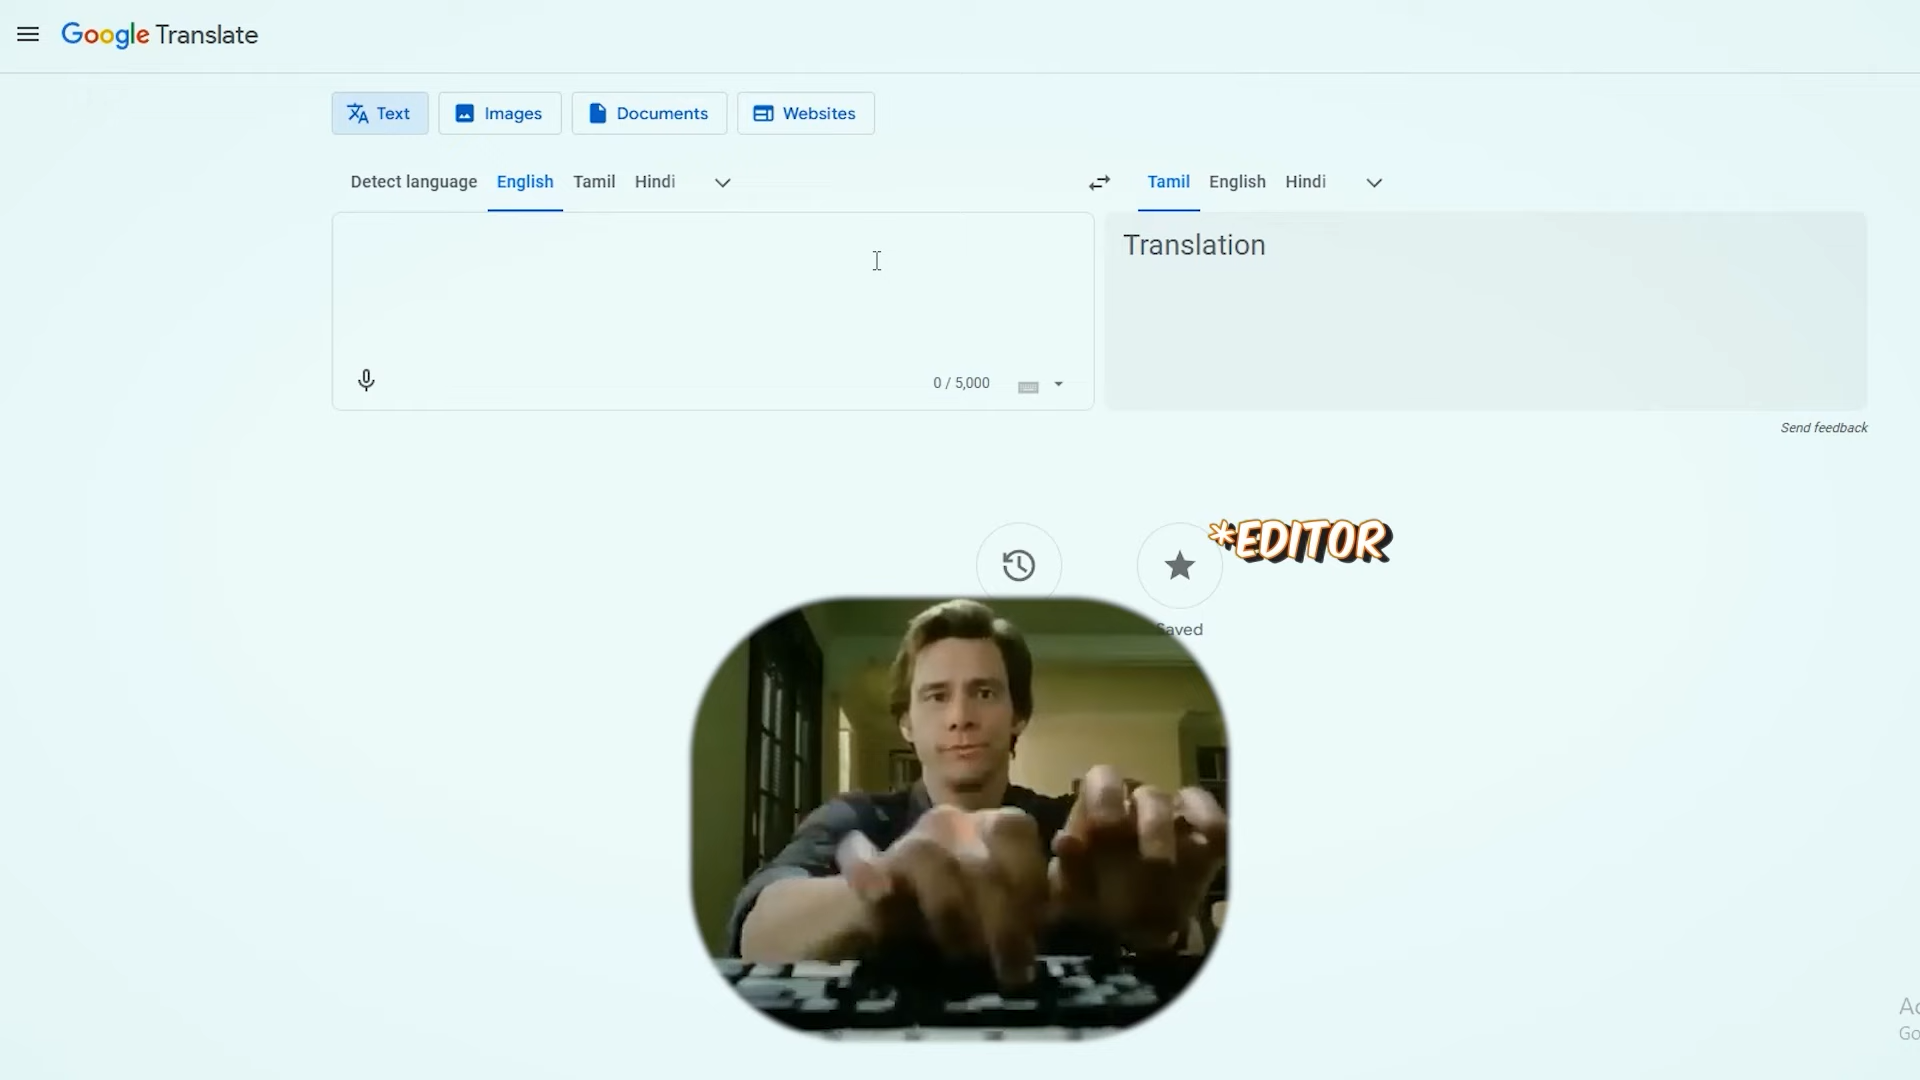 Google Translate
Text Images Documents Websites
Detect language English Tamil Hindi Tamil English Hindi
Translation
0 / 5,000
Send feedback
*EDITOR
Saved